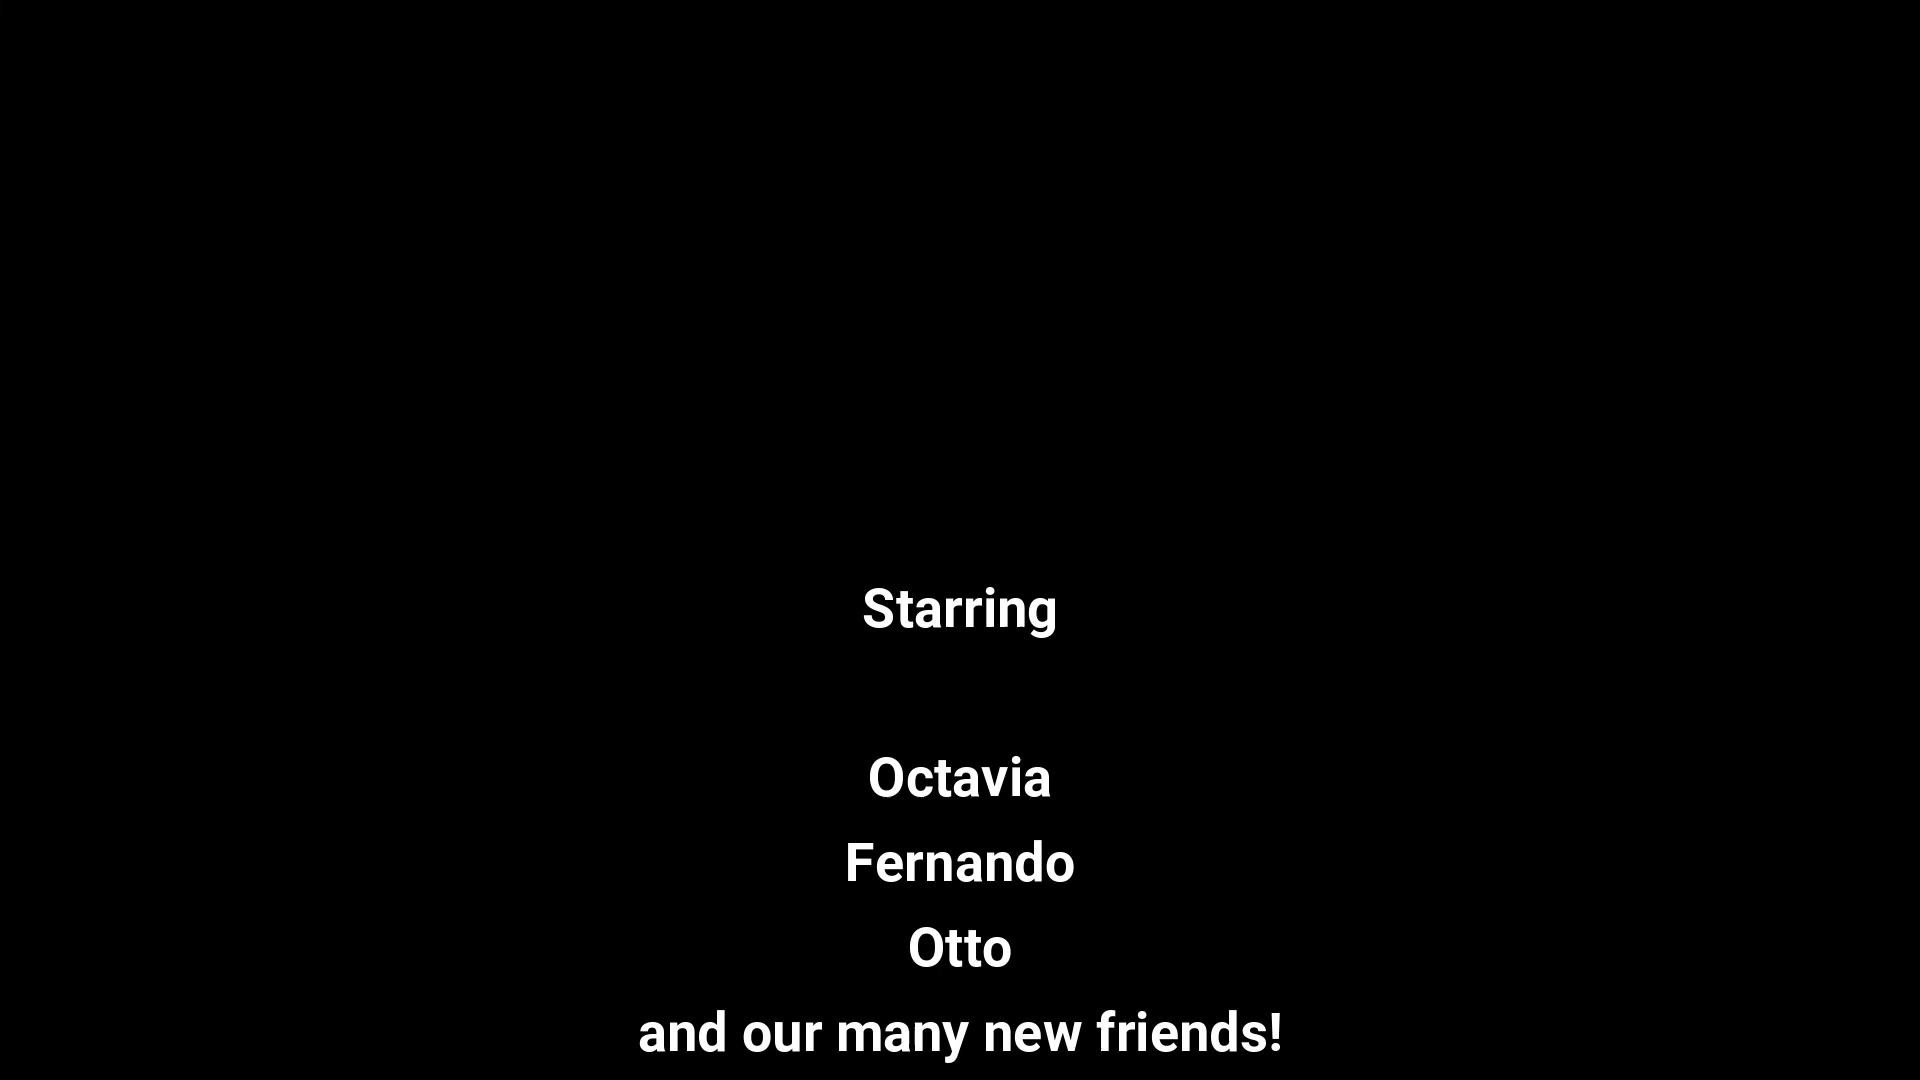 Starring
Octavia
Fernando
Otto
and our many new friends!